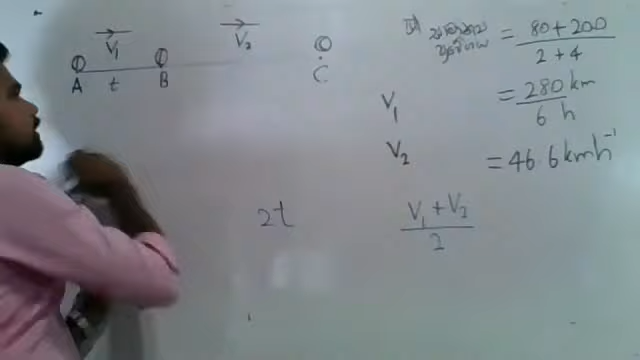 V₁
V₂
A t B
C
= 80 + 200
2 + 4
= 280 km
6 h
= 46.6 kmh⁻¹
V₁
V₂
2t
V₁ + V₂
2